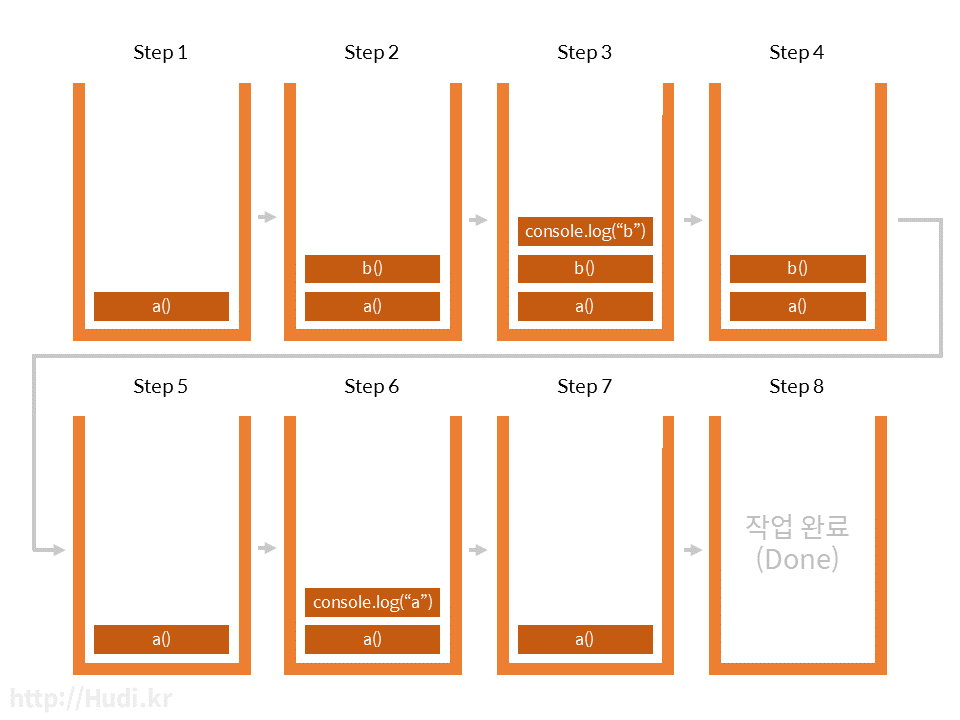 Step 1
Step 2
Step 3
Step 4
a()
b()
a()
console.log(“b”)
b()
a()
b()
a()
Step 5
Step 6
Step 7
Step 8
a()
console.log(“a”)
a()
a()
작업 완료
(Done)
http://Hudi.kr